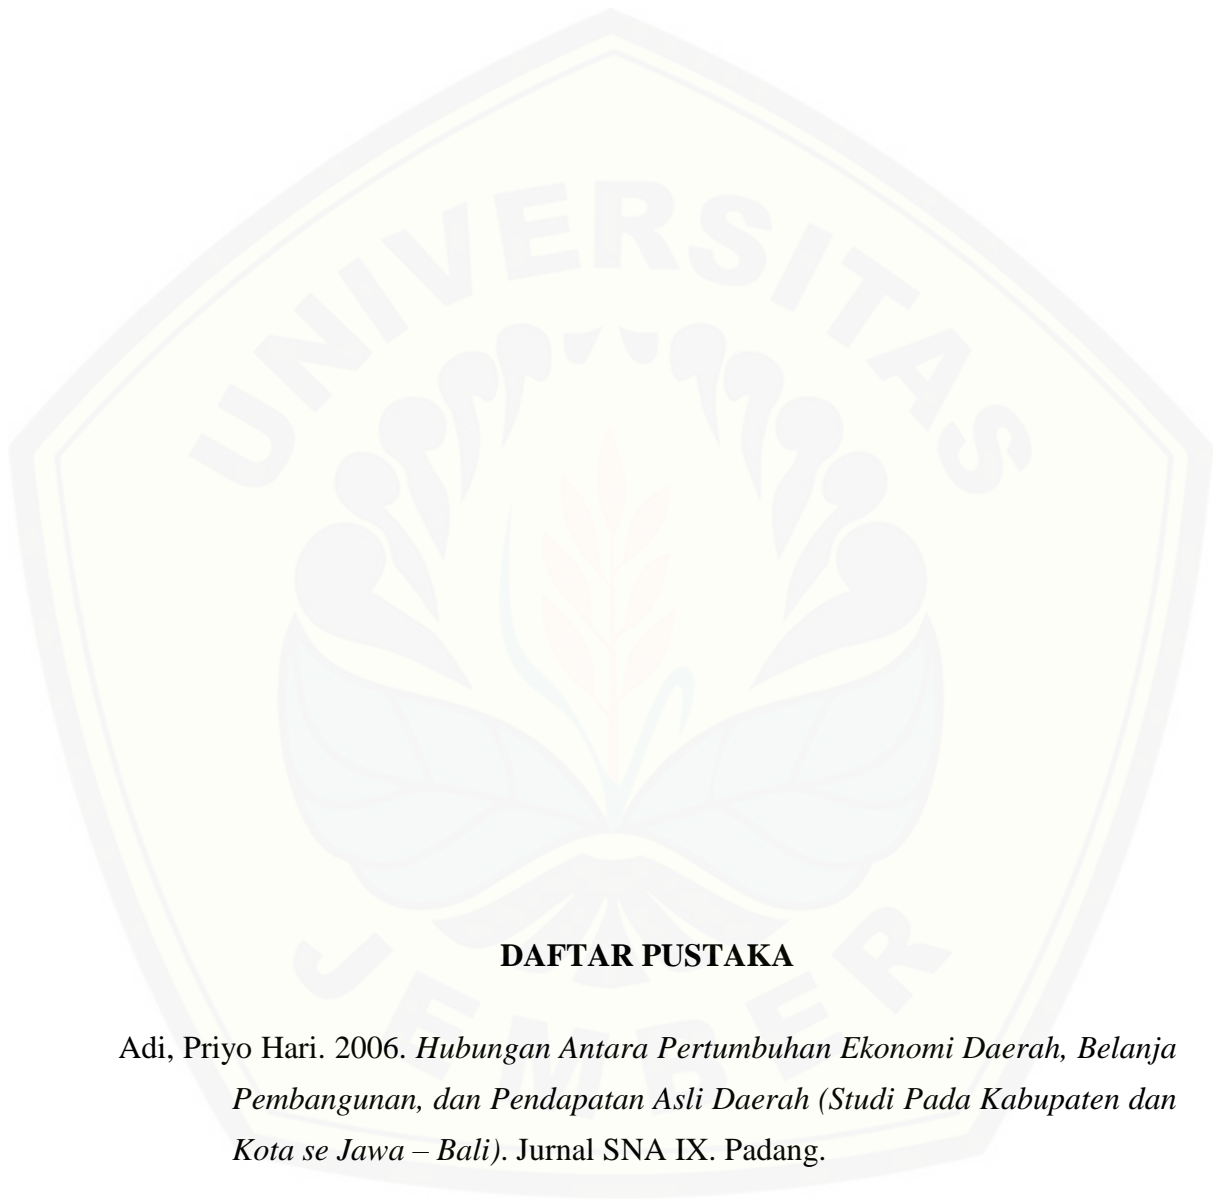 UNIVERSITAS
DAFTAR PUSTAKA
JEMBER
Adi, Priyo Hari. 2006. Hubungan Antara Pertumbuhan Ekonomi Daerah, Belanja
Pembangunan, dan Pendapatan Asli Daerah (Studi Pada Kabupaten dan
Kota se Jawa – Bali). Jurnal SNA IX. Padang.